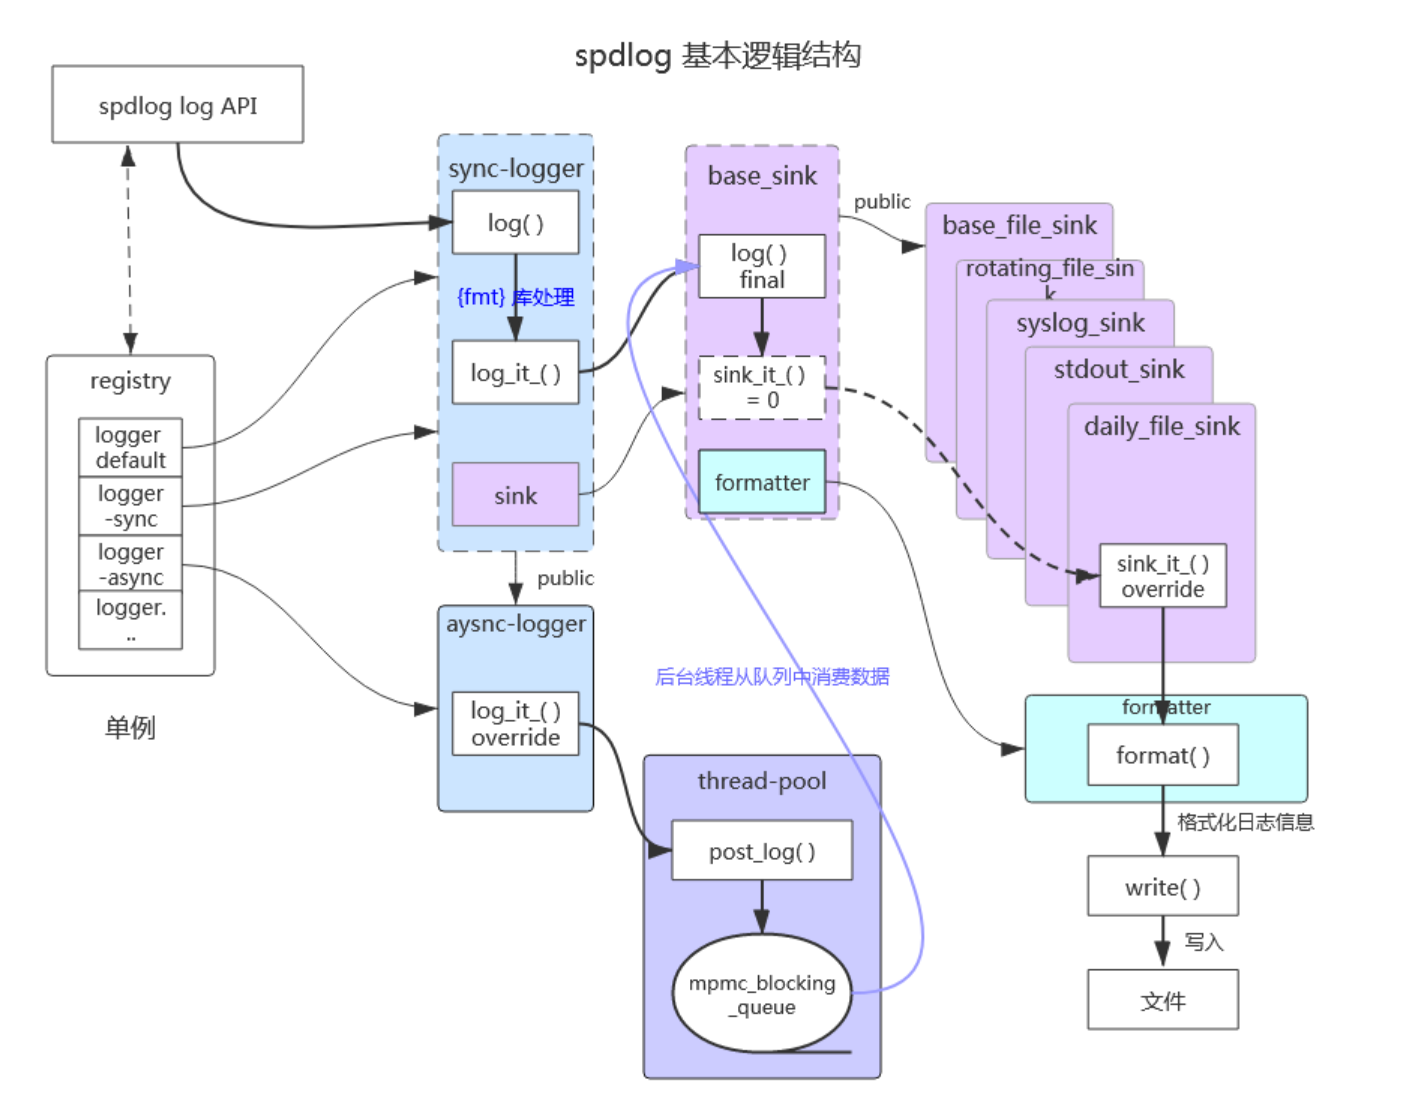 spdlog 基本逻辑结构
spdlog log API
sync-logger
log( )
{fmt} 库处理
log_it_( )
sink
public
aysnc-logger
log_it_( )
override
registry
logger
default
logger
-sync
logger
-async
logger.
..
单例
base_sink
log( )
final
sink_it_( )
= 0
formatter
public
base_file_sink
rotating_file_sin
k
syslog_sink
stdout_sink
daily_file_sink
sink_it_( )
override
后台线程从队列中消费数据
thread-pool
post_log( )
mpmc_blocking
_queue
formatter
format( )
格式化日志信息
write( )
写入
文件